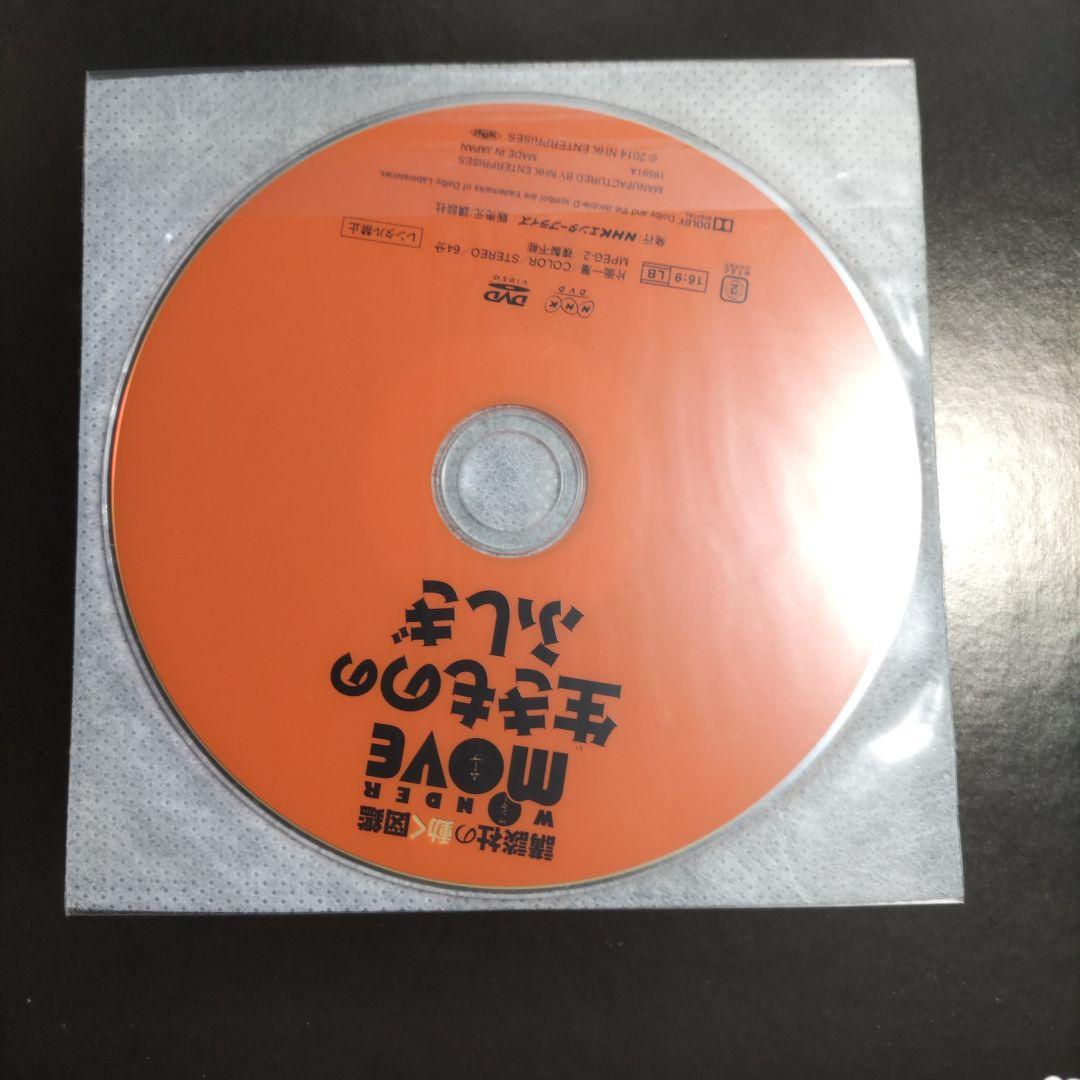 講談社の動く図鑑
WONDER
MOVE
生きものの
ふしぎ
NHK
DVD
DVD
VIDEO
16:9 LB
片面一層 COLOR STEREO 64分
MPEG-2 複製不能
レンタル禁止
発行:NHKエンタープライズ 販売元:講談社
DOLBY
DIGITAL
Dolby and the double-D symbol are trademarks of Dolby Laboratories.
MANUFACTURED BY NHK ENTERPRISES
18591A
MADE IN JAPAN
© 2014 NHK ENTERPRISES